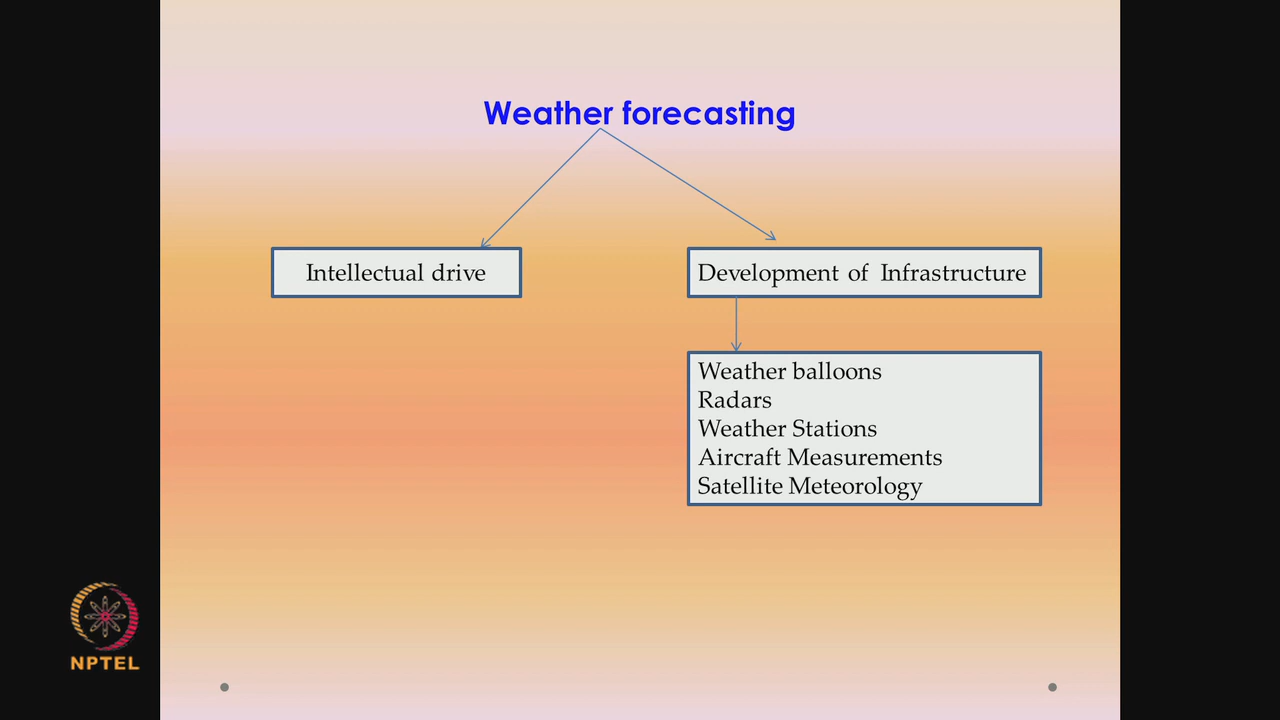 Weather forecasting
Intellectual drive
Development of Infrastructure
Weather balloons
Radars
Weather Stations
Aircraft Measurements
Satellite Meteorology
NPTEL